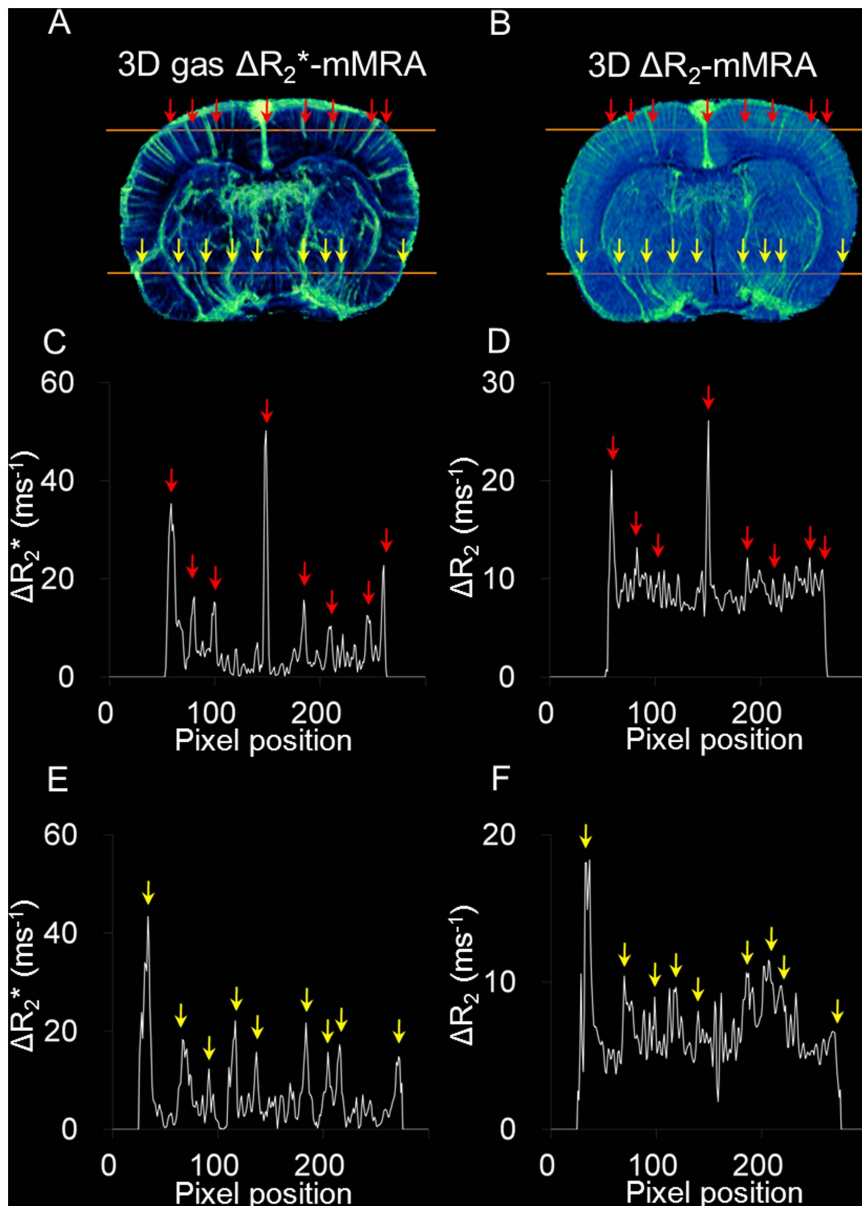 A
B
3D gas ΔR₂*-mMRA
3D ΔR₂-mMRA
C
D
60
40
20
0
ΔR₂* (ms⁻¹)
0
100
200
Pixel position
30
20
10
0
ΔR₂ (ms⁻¹)
0
100
200
Pixel position
E
F
60
40
20
0
ΔR₂* (ms⁻¹)
0
100
200
Pixel position
20
10
0
ΔR₂ (ms⁻¹)
0
100
200
Pixel position